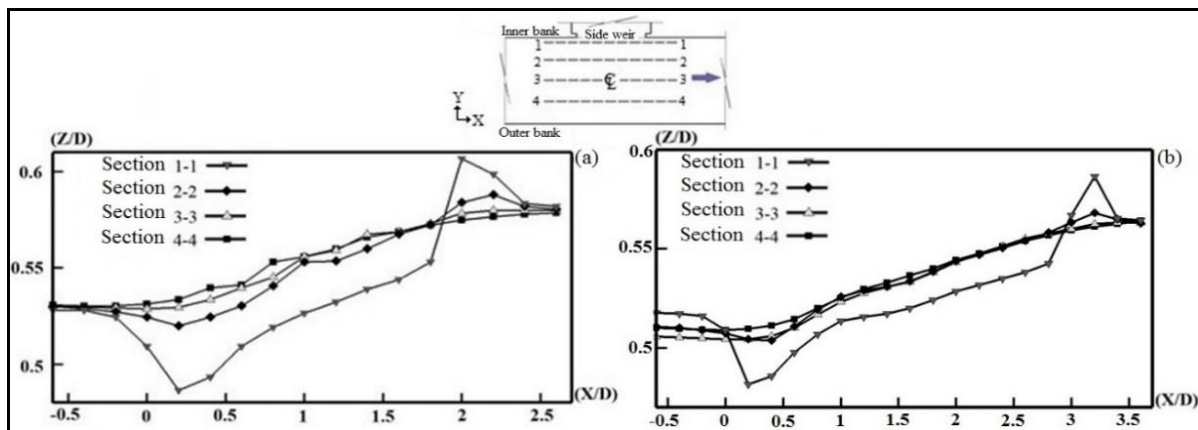 Inner bank
Side weir
1 1
2 2
3 ℄ 3
4 4
Y
X
Outer bank
(Z/D)
(a)
0.6
0.55
0.5
Section 1-1
Section 2-2
Section 3-3
Section 4-4
-0.5 0 0.5 1 1.5 2 2.5
(X/D)
(Z/D)
(b)
0.6
0.55
0.5
Section 1-1
Section 2-2
Section 3-3
Section 4-4
-0.5 0 0.5 1 1.5 2 2.5 3 3.5
(X/D)